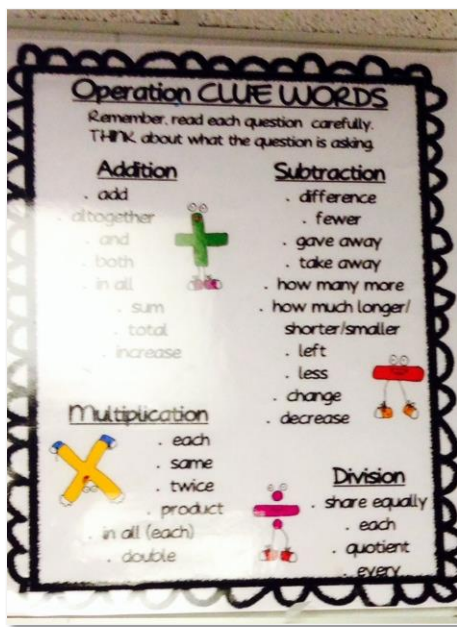 Operation CLUE WORDS
Remember, read each question carefully.
THINK about what the question is asking.
Addition
. add
. altogether
. and
. both
. in all
. sum
. total
. increase
Subtraction
. difference
. fewer
. gave away
. take away
. how many more
. how much longer/
shorter/smaller
. left
. less
. change
. decrease
Multiplication
. each
. same
. twice
. product
. in all (each)
. double
Division
. share equally
. each
. quotient
. every